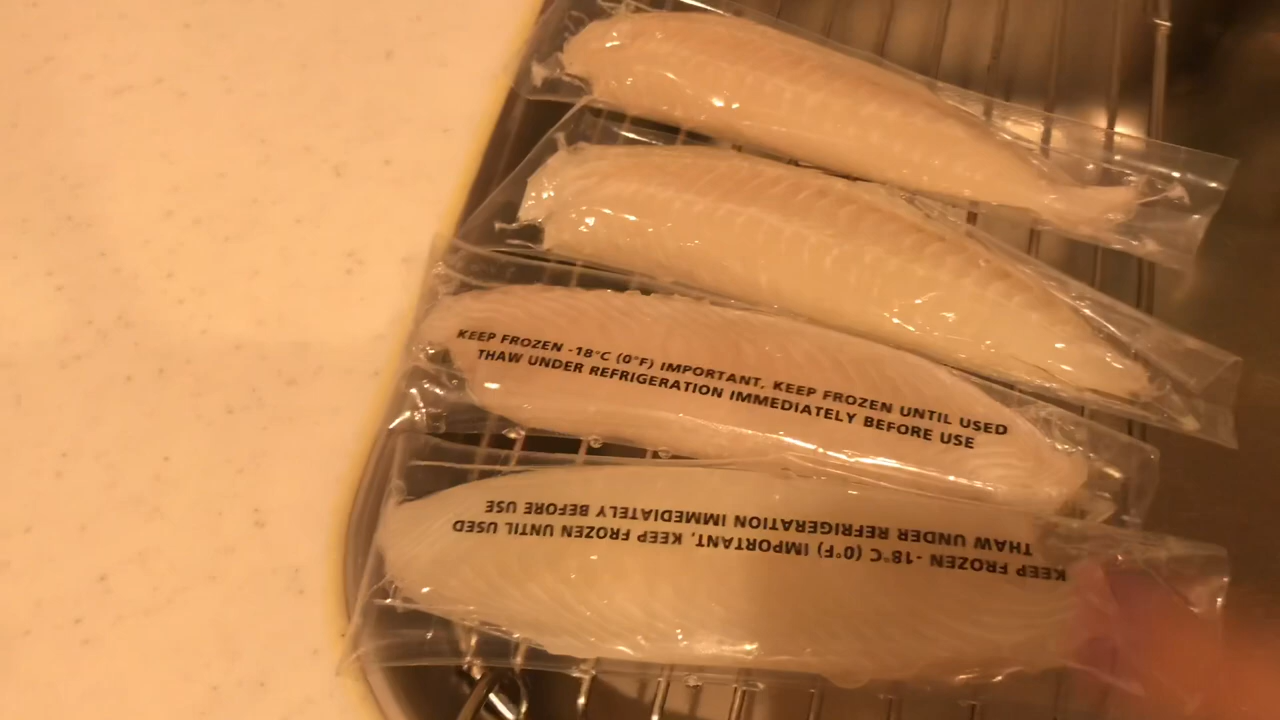 KEEP FROZEN -18°C (0°F) IMPORTANT, KEEP FROZEN UNTIL USED
THAW UNDER REFRIGERATION IMMEDIATELY BEFORE USE
KEEP FROZEN -18°C (0°F) IMPORTANT, KEEP FROZEN UNTIL USED
THAW UNDER REFRIGERATION IMMEDIATELY BEFORE USE